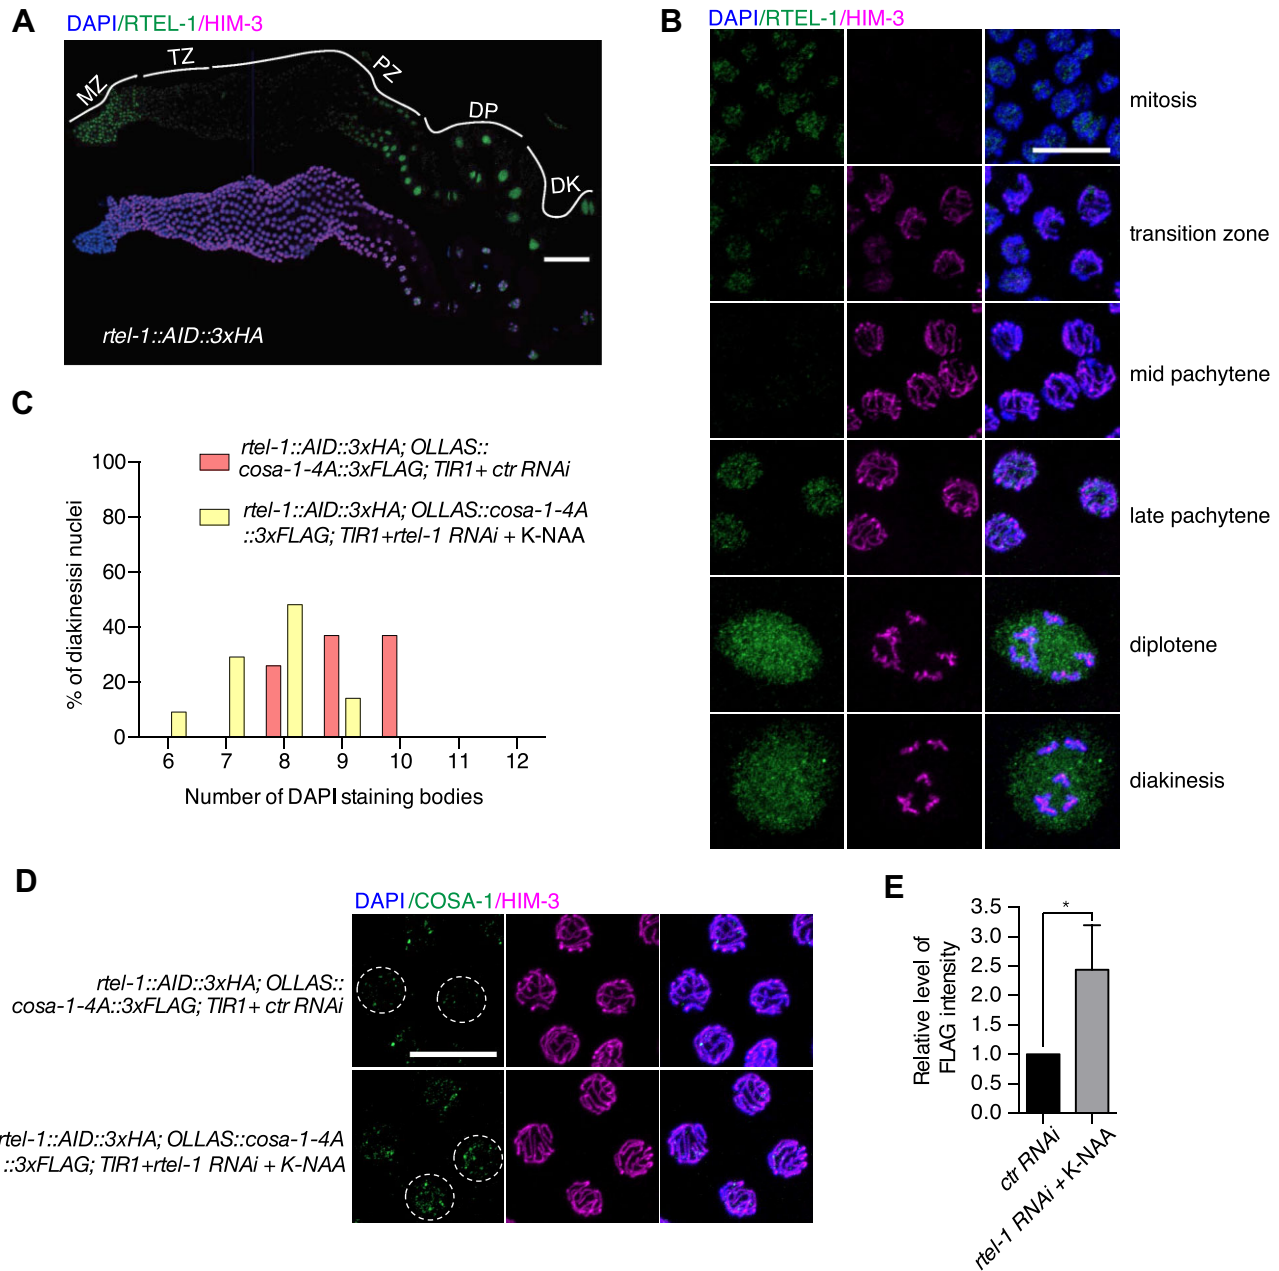 A
DAPI/RTEL-1/HIM-3
MZ
TZ
PZ
DP
DK
rtel-1::AID::3xHA
B
DAPI/RTEL-1/HIM-3
mitosis
transition zone
mid pachytene
late pachytene
diplotene
diakinesis
C
rtel-1::AID::3xHA; OLLAS::
cosa-1-4A::3xFLAG; TIR1+ ctr RNAi
rtel-1::AID::3xHA; OLLAS::cosa-1-4A
::3xFLAG; TIR1+rtel-1 RNAi + K-NAA
% of diakinesisi nuclei
100
80
60
40
20
0
6 7 8 9 10 11 12
Number of DAPI staining bodies
D
DAPI/COSA-1/HIM-3
rtel-1::AID::3xHA; OLLAS::
cosa-1-4A::3xFLAG; TIR1+ ctr RNAi
rtel-1::AID::3xHA; OLLAS::cosa-1-4A
::3xFLAG; TIR1+rtel-1 RNAi + K-NAA
E
Relative level of
FLAG intensity
3.5
3.0
2.5
2.0
1.5
1.0
0.5
0.0
*
ctr RNAi
rtel-1 RNAi + K-NAA